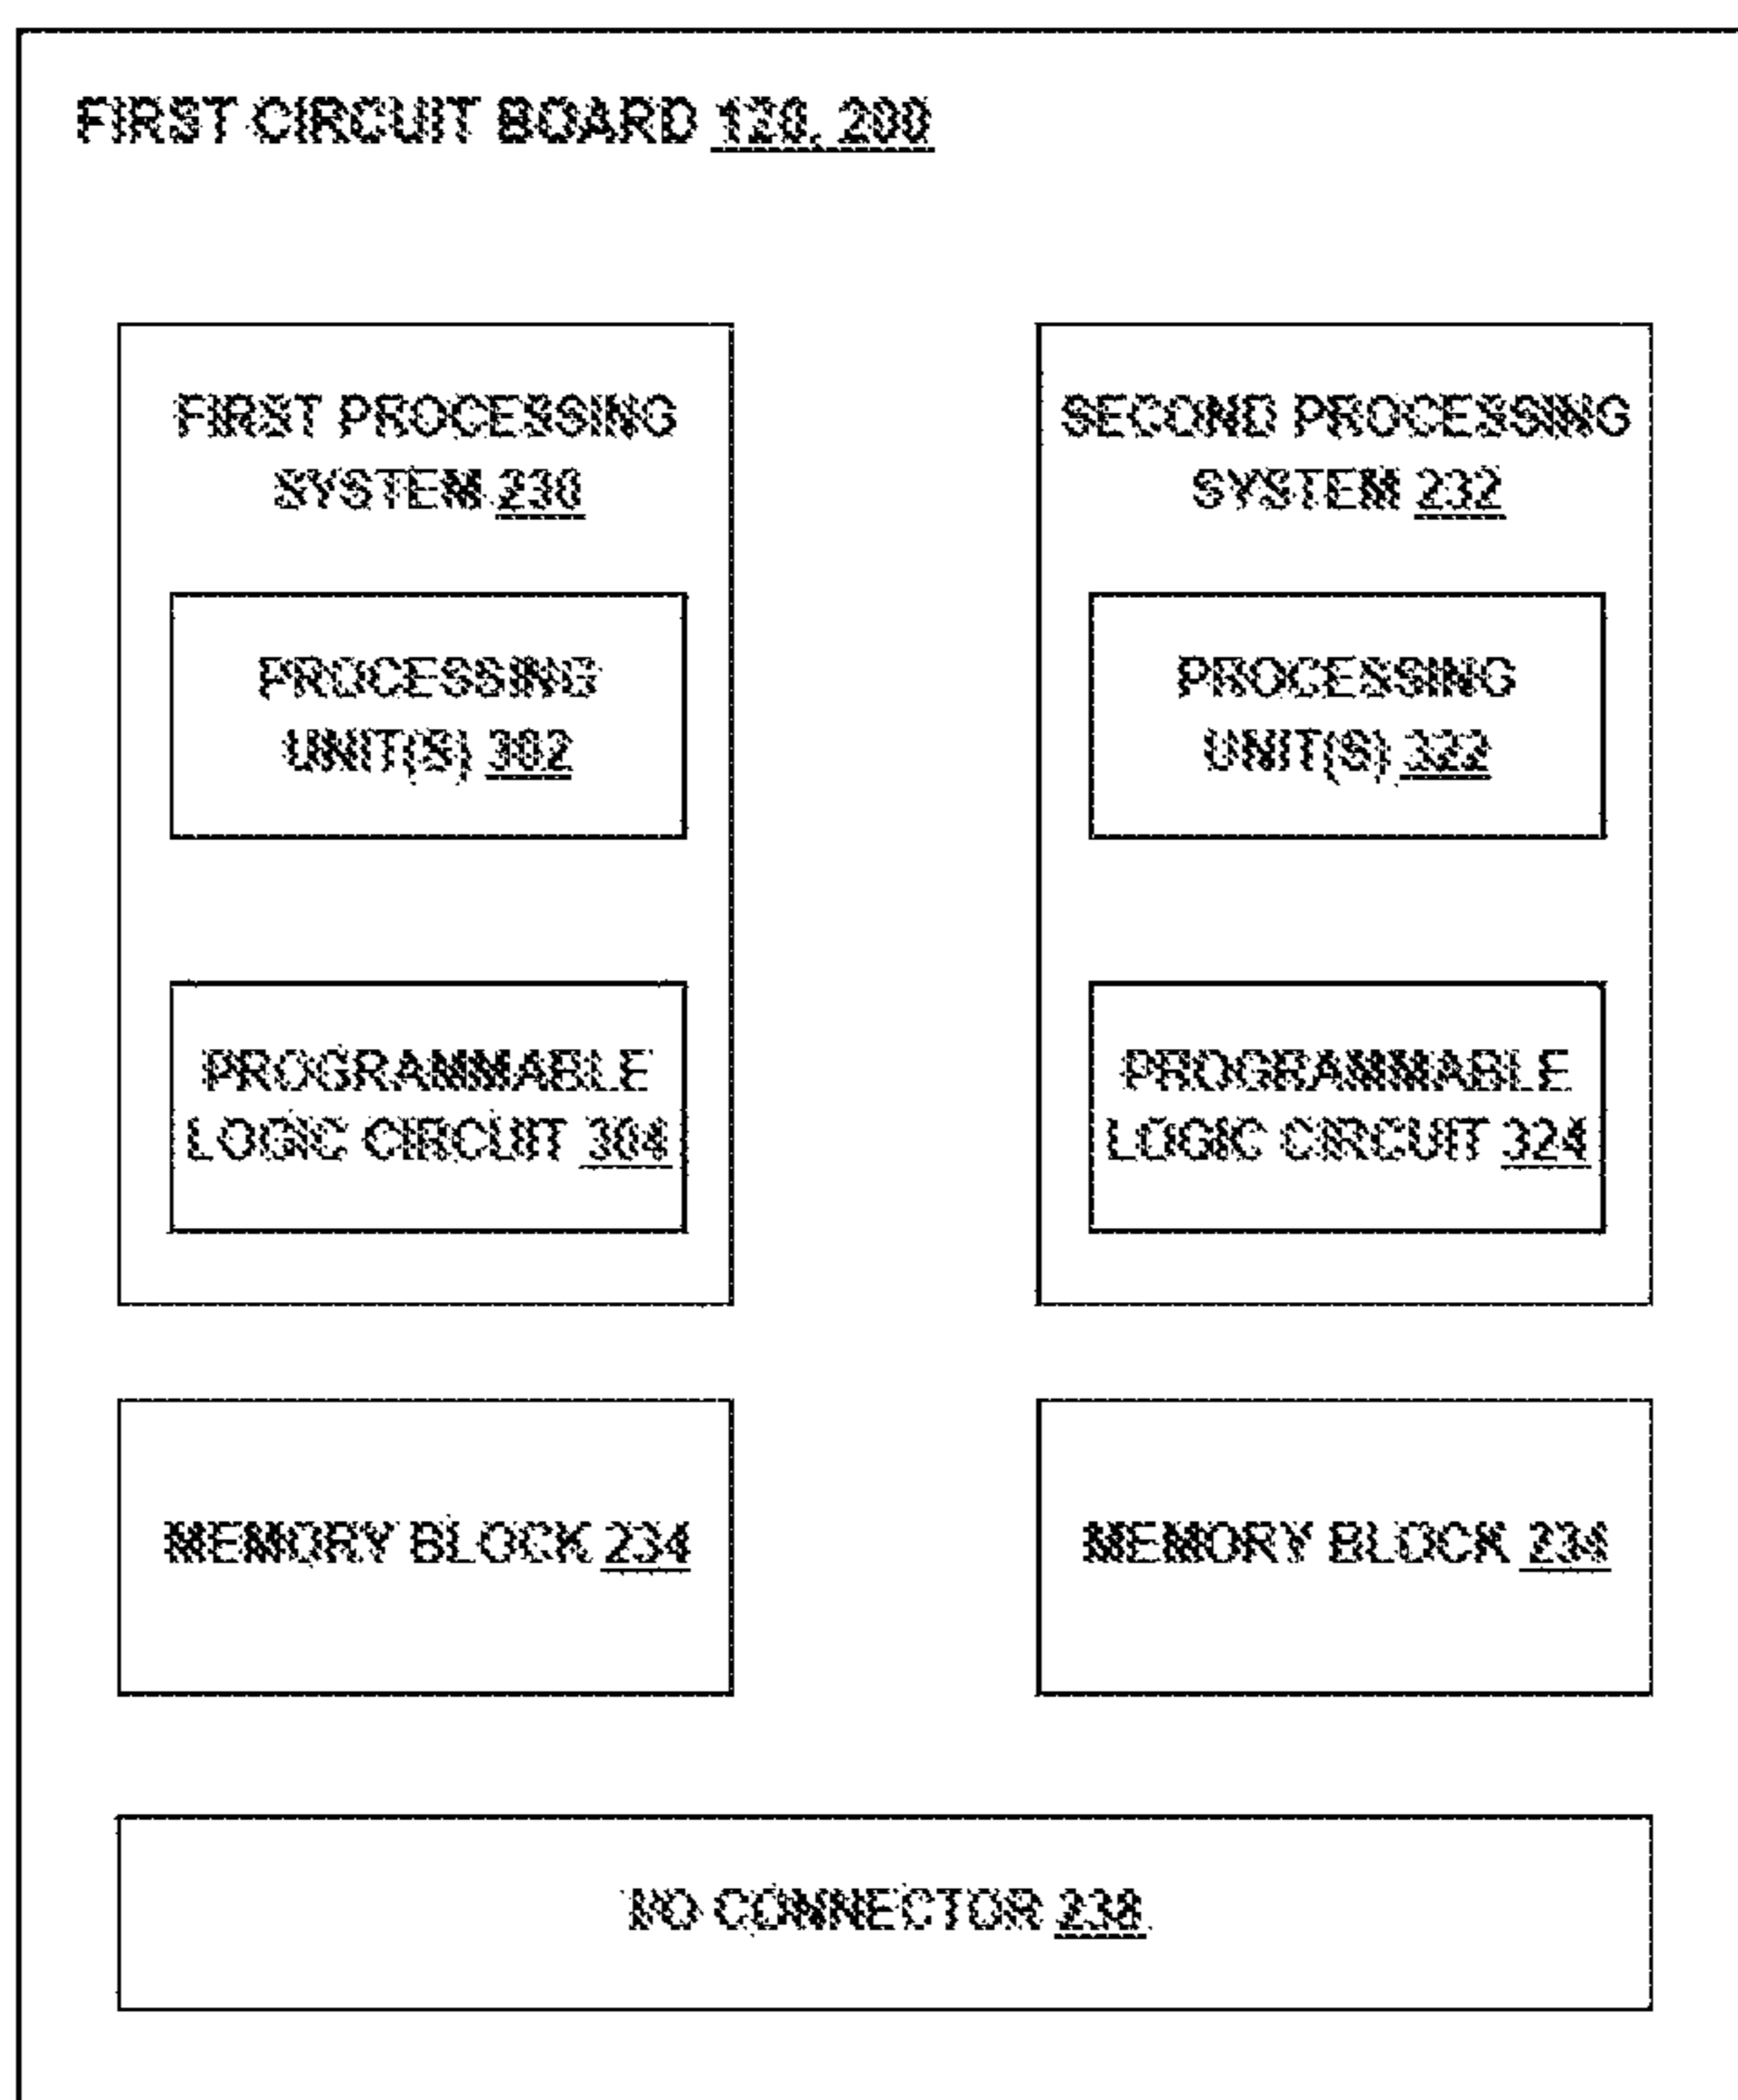 FIRST CIRCUIT BOARD 120, 200
FIRST PROCESSING
SYSTEM 230
PROCESSING
UNIT(S) 302
PROGRAMMABLE
LOGIC CIRCUIT 304
SECOND PROCESSING
SYSTEM 232
PROCESSING
UNIT(S) 322
PROGRAMMABLE
LOGIC CIRCUIT 324
MEMORY BLOCK 234
MEMORY BLOCK 234
I/O CONNECTOR 238